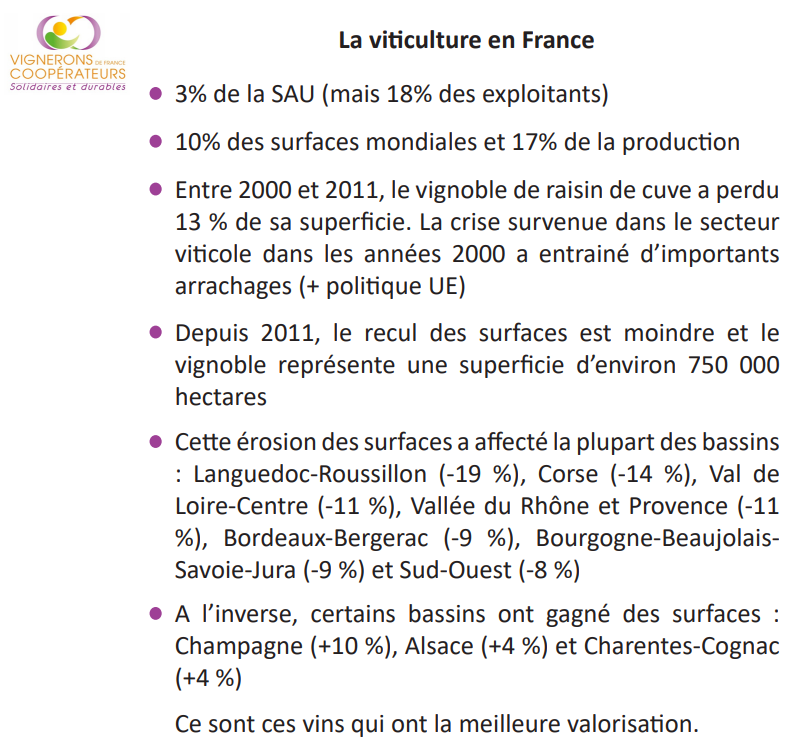 VIGNERONS DE FRANCE
COOPÉRATEURS
Solidaires et durables
La viticulture en France
3% de la SAU (mais 18% des exploitants)
10% des surfaces mondiales et 17% de la production
Entre 2000 et 2011, le vignoble de raisin de cuve a perdu
13 % de sa superficie. La crise survenue dans le secteur
viticole dans les années 2000 a entrainé d’importants
arrachages (+ politique UE)
Depuis 2011, le recul des surfaces est moindre et le
vignoble représente une superficie d’environ 750 000
hectares
Cette érosion des surfaces a affecté la plupart des bassins
: Languedoc-Roussillon (-19 %), Corse (-14 %), Val de
Loire-Centre (-11 %), Vallée du Rhône et Provence (-11
%), Bordeaux-Bergerac (-9 %), Bourgogne-Beaujolais-
Savoie-Jura (-9 %) et Sud-Ouest (-8 %)
A l’inverse, certains bassins ont gagné des surfaces :
Champagne (+10 %), Alsace (+4 %) et Charentes-Cognac
(+4 %)
Ce sont ces vins qui ont la meilleure valorisation.